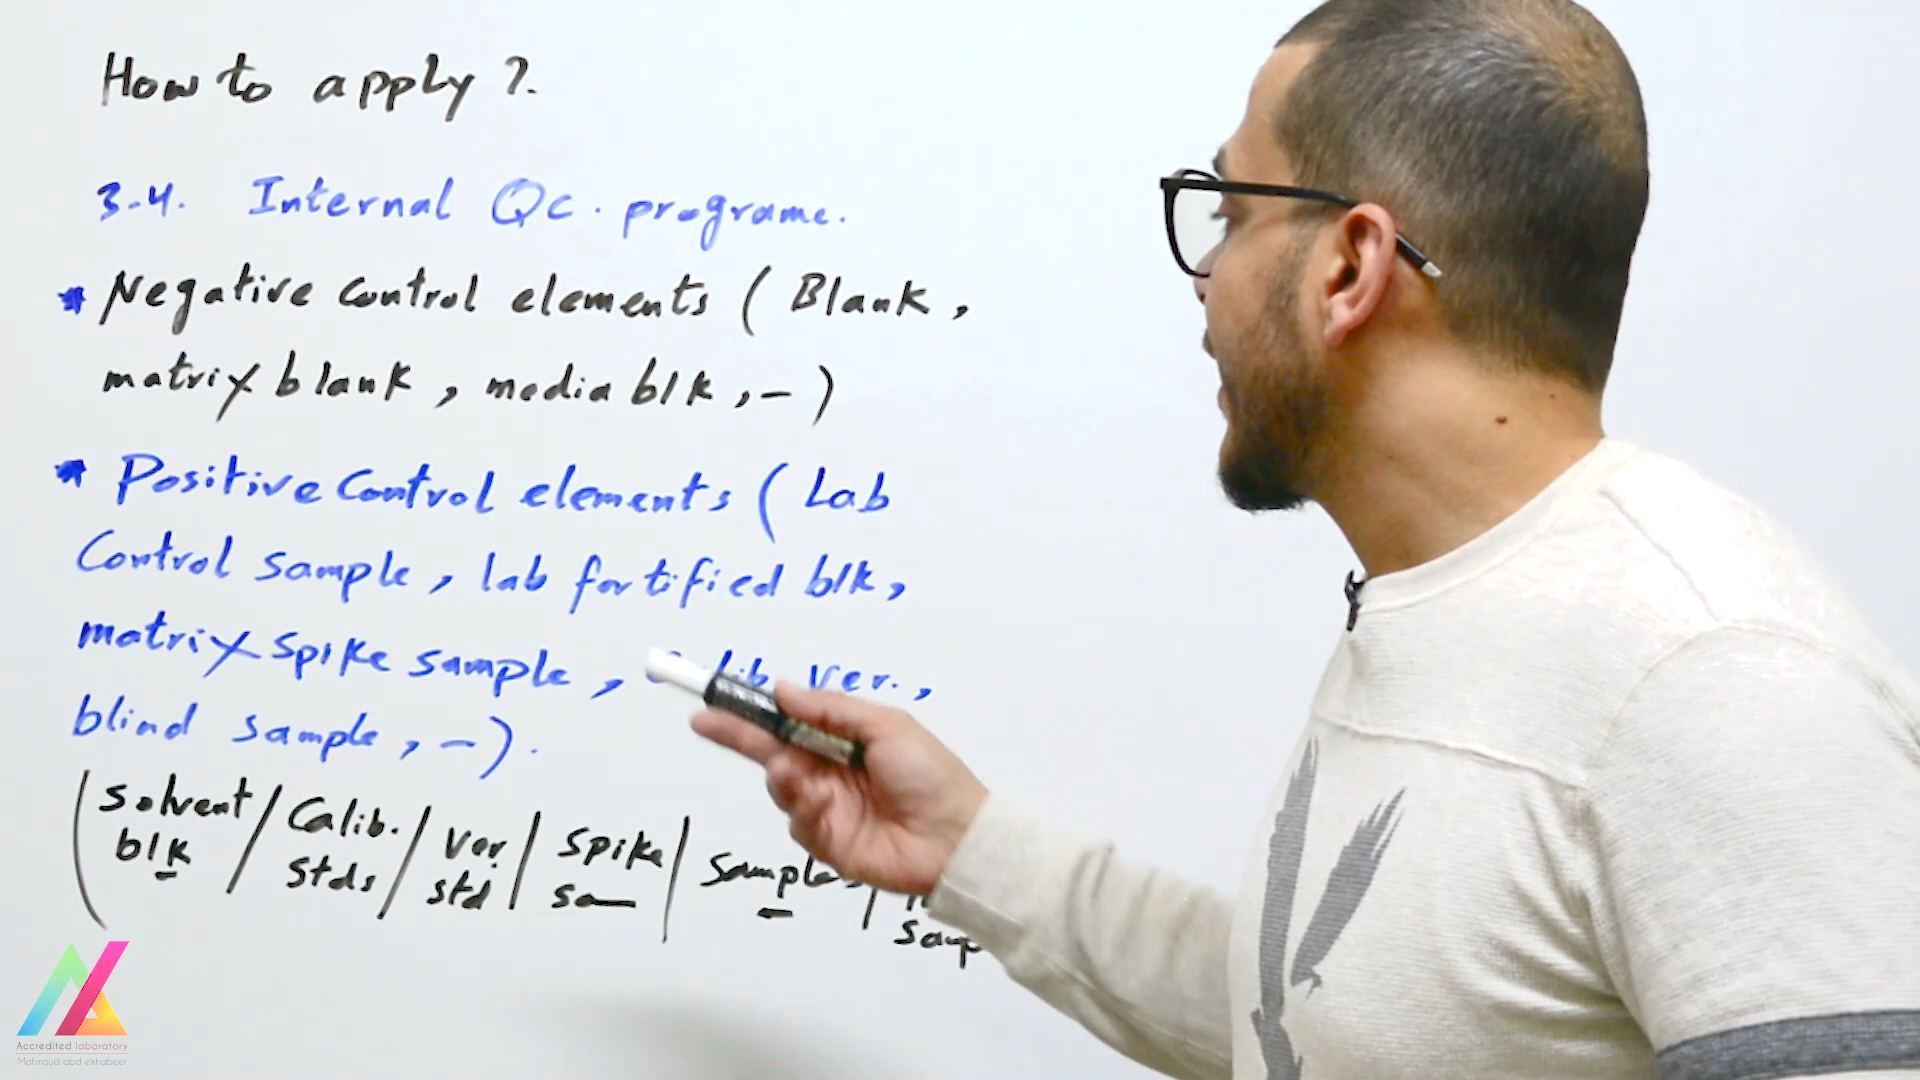 How to apply ?.
3-4. Internal Qc. programe.
* Negative control elements ( Blank ,
matrix blank , media blk , - )
* Positive control elements ( Lab
Control sample , lab fortified blk ,
matrix spike sample , Ver. ,
blind sample , - ) .
( solvent / Calib. / Ver. / Spike / Sample /
blk Stds std Sa
Accredited laboratory
Mahmoud abd elkhabeer